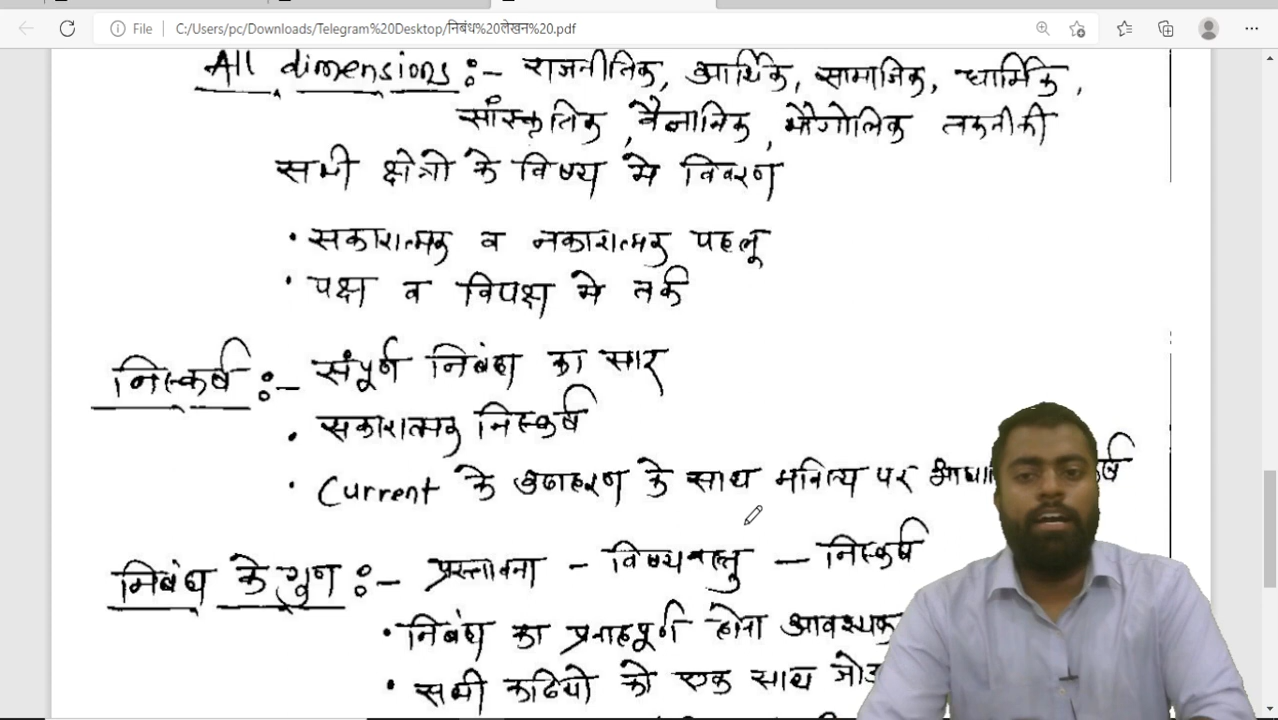 File C:/Users/pc/Downloads/Telegram%20Desktop/निबंध%20लेखन%20.pdf
All dimensions :- राजनीतिक, आर्थिक, सामाजिक, धार्मिक,
सांस्कृतिक, वैज्ञानिक, भौगोलिक तकनीकी
सभी क्षेत्रो के विषय मे विवरण
• सकारात्मक व नकारात्मक पहलू
• पक्ष व विपक्ष मे तर्क
निस्कर्ष :- संपूर्ण निबंध का सार
• सकारात्मक निस्कर्ष
• Current के उदाहरण के साथ भविष्य पर
निबंध के गुण :- प्रस्तावना - विषयवस्तु - निस्कर्ष
• निबंध का प्रवाहपूर्ण होना आवश्यक
• सभी कडियो को एक साथ